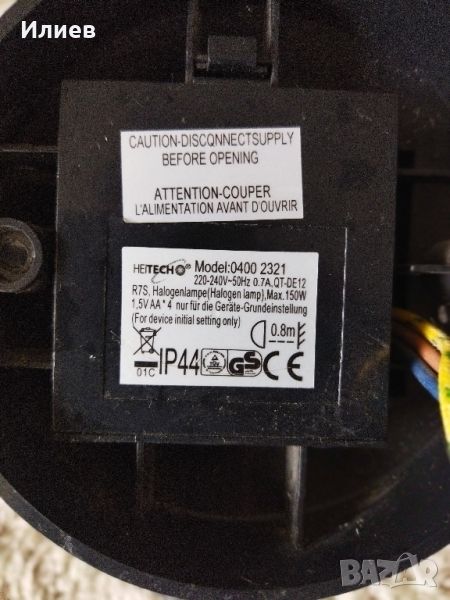 Илиев
CAUTION-DISCONNECTSUPPLY
BEFORE OPENING
ATTENTION-COUPER
L'ALIMENTATION AVANT D'OUVRIR
HEITECH Model:0400 2321
220-240V~50Hz 0.7A, QT-DE12
R7S, Halogenlampe(Halogen lamp), Max. 150W
1,5V AA * 4 nur für die Geräte-Grundeinstellung
(For device initial setting only)
0.8m
01C IP44 GS CE
BAZAR